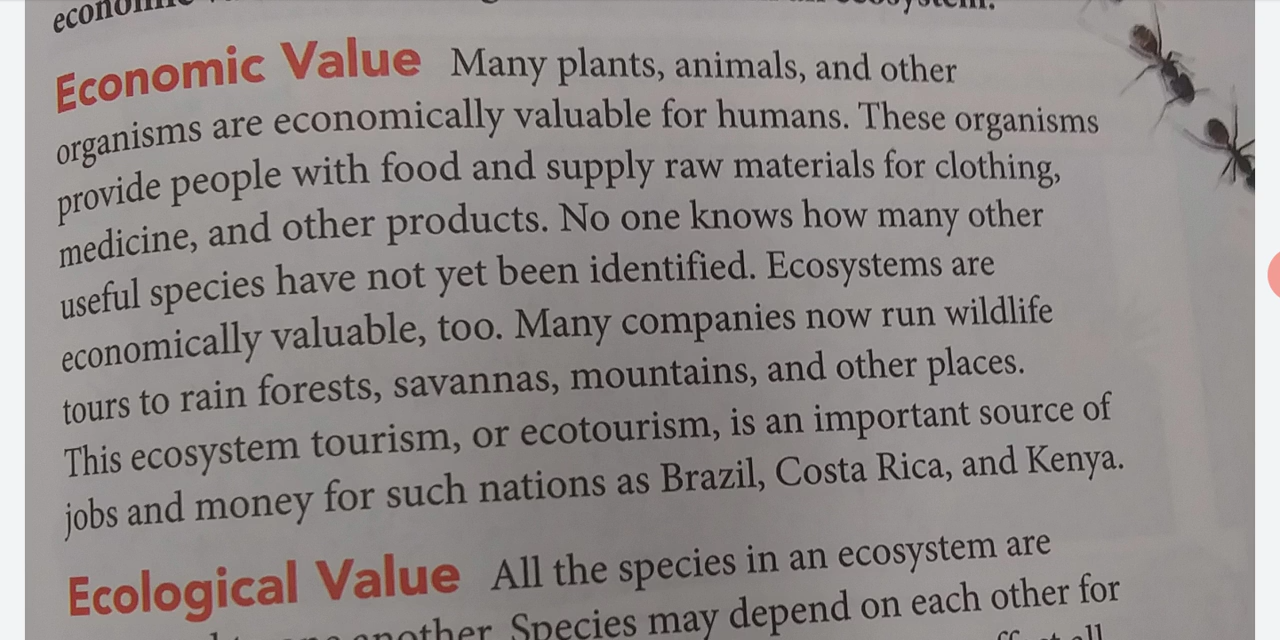 economic
ecosystem.
Economic Value Many plants, animals, and other
organisms are economically valuable for humans. These organisms
provide people with food and supply raw materials for clothing,
medicine, and other products. No one knows how many other
useful species have not yet been identified. Ecosystems are
economically valuable, too. Many companies now run wildlife
tours to rain forests, savannas, mountains, and other places.
This ecosystem tourism, or ecotourism, is an important source of
jobs and money for such nations as Brazil, Costa Rica, and Kenya.
Ecological Value All the species in an ecosystem are
another. Species may depend on each other for
all